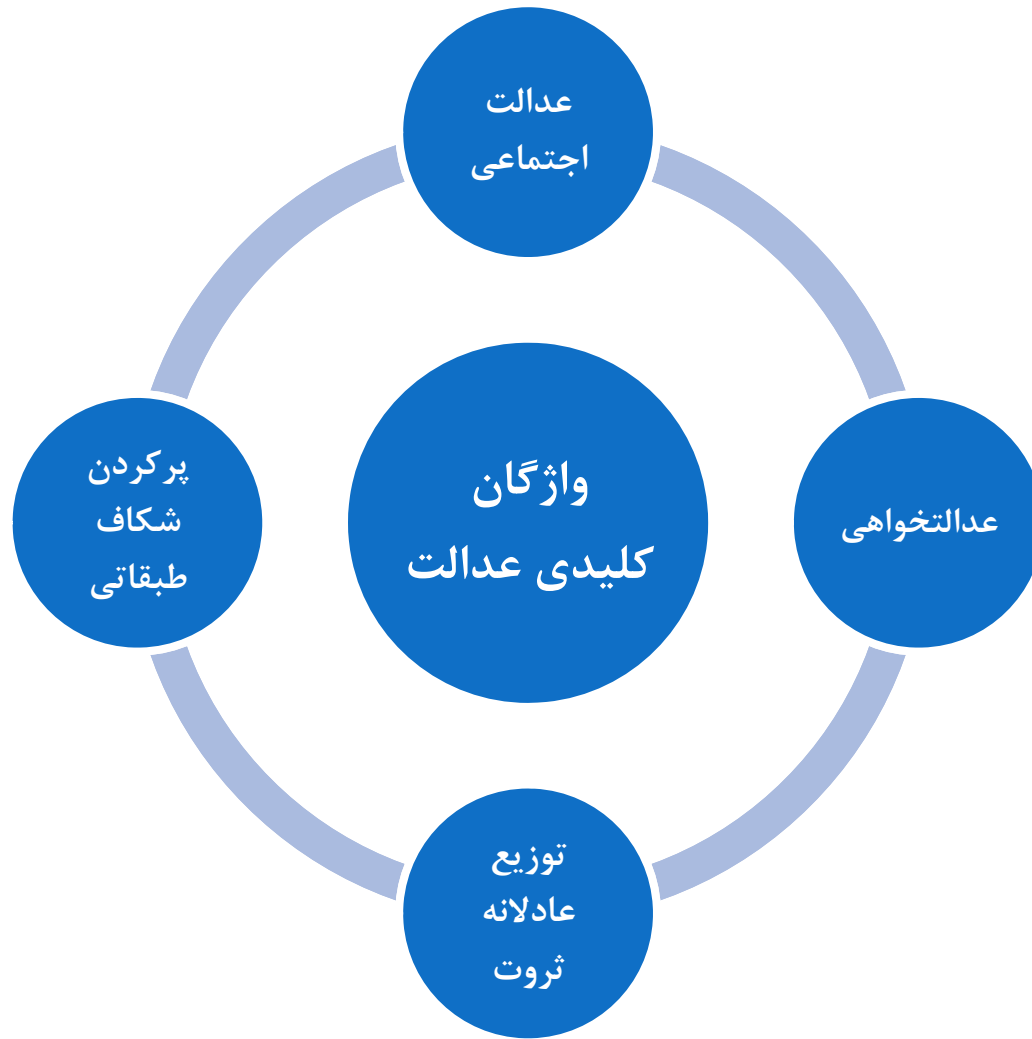 عدالت
اجتماعی
عدالتخواهی
توزیع
عادلانه
ثروت
پرکردن
شکاف
طبقاتی
واژگان
کلیدی عدالت